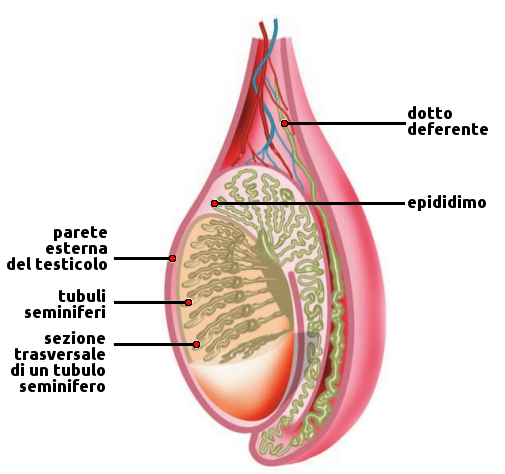 dotto
deferente
epididimo
parete
esterna
del testicolo
tubuli
seminiferi
sezione
trasversale
di un tubulo
seminifero